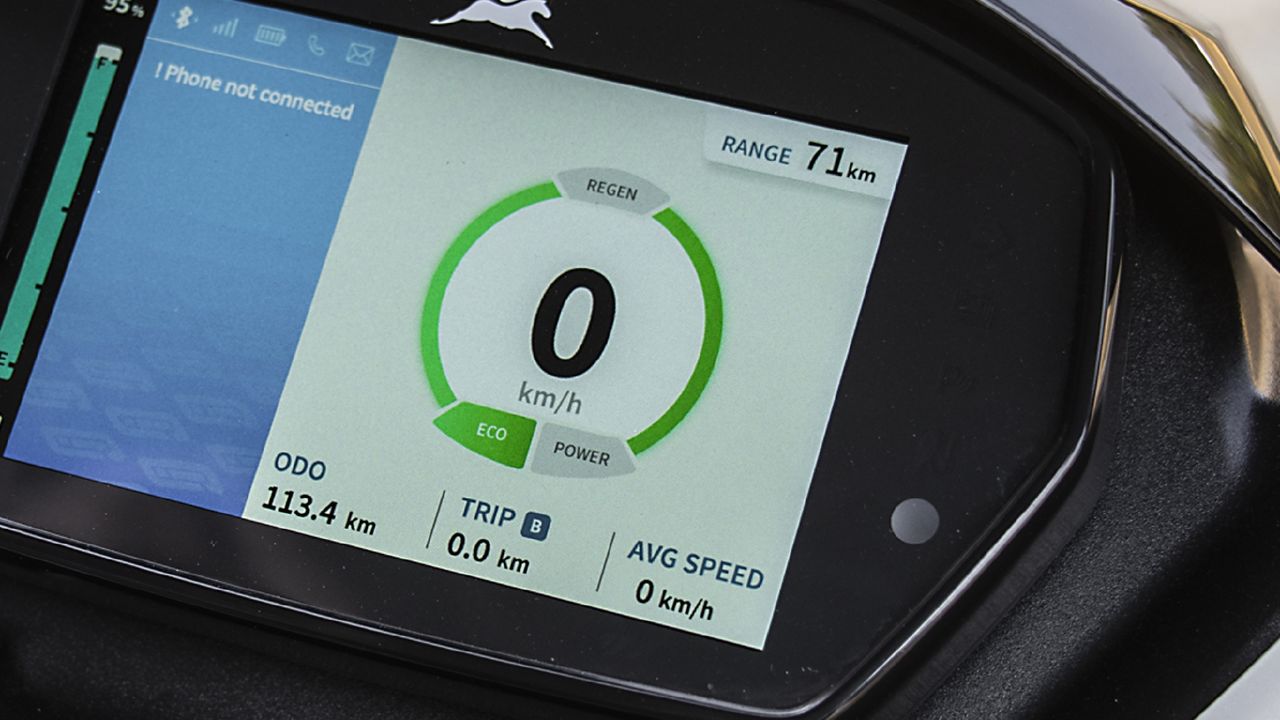 95%
F
E
! Phone not connected
RANGE 71km
REGEN
0
km/h
ECO
POWER
ODO
113.4 km
TRIP B
0.0 km
AVG SPEED
0 km/h